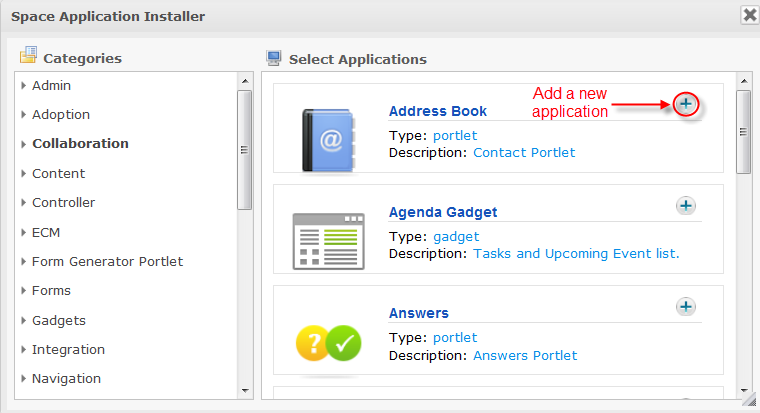 Space Application Installer
Categories
Admin
Adoption
Collaboration
Content
Controller
ECM
Form Generator Portlet
Forms
Gadgets
Integration
Navigation
Select Applications
Add a new
application
Address Book
Type: portlet
Description: Contact Portlet
Agenda Gadget
Type: gadget
Description: Tasks and Upcoming Event list.
Answers
Type: portlet
Description: Answers Portlet